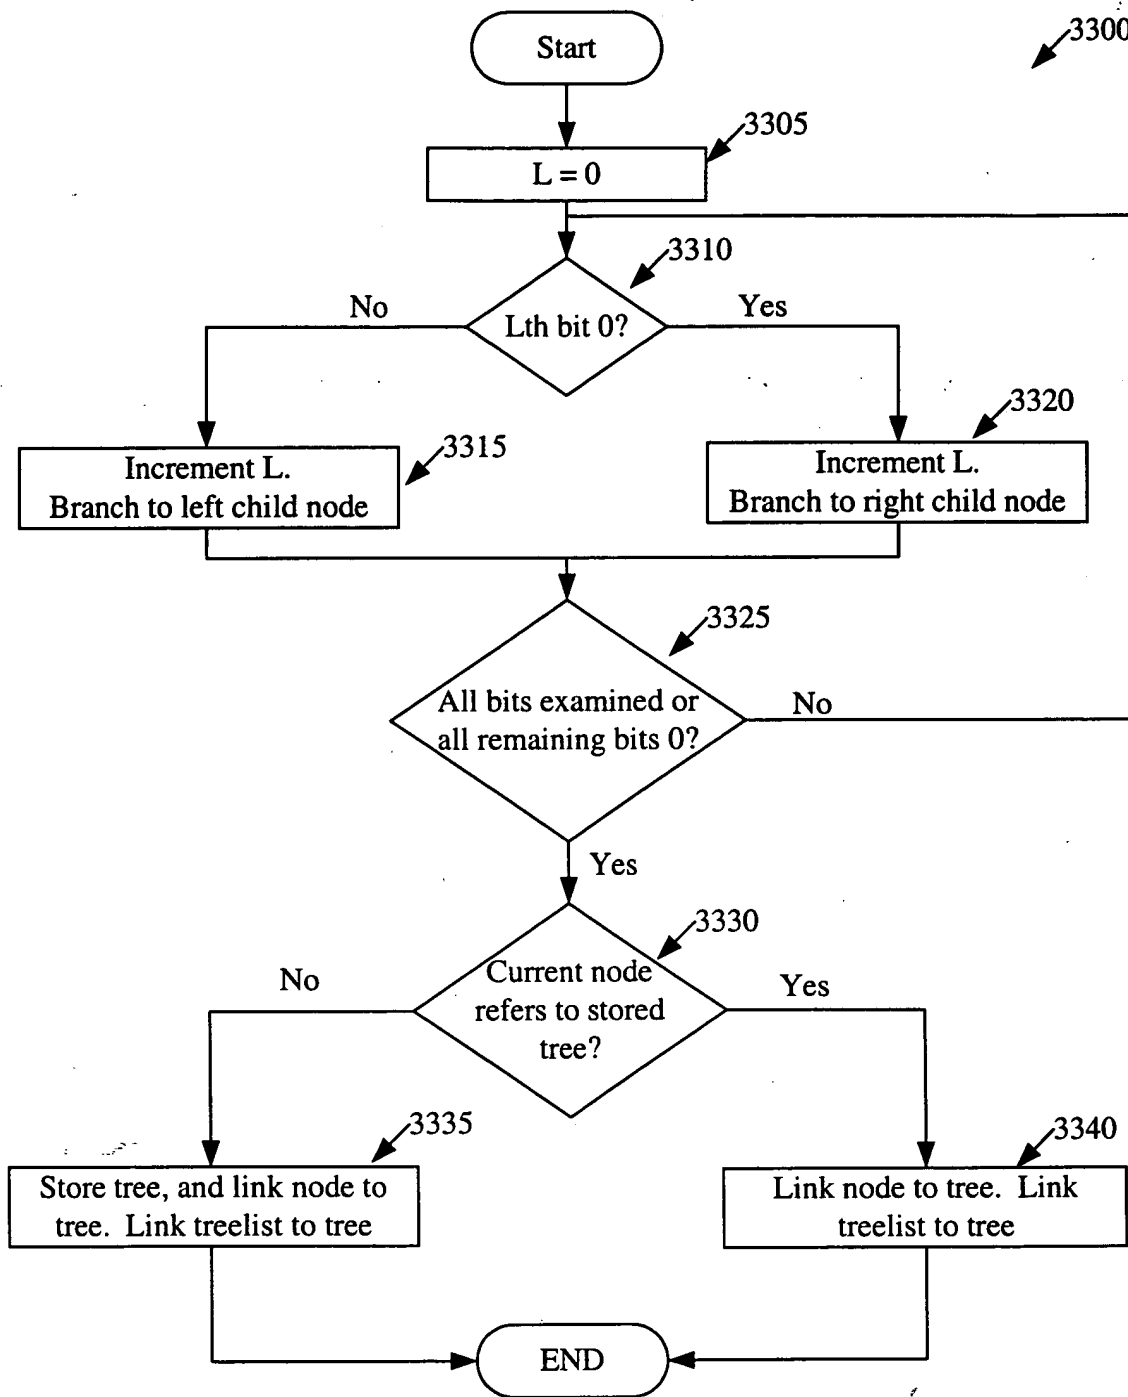 3300
Start
3305
L = 0
3310
No
Yes
Lth bit 0?
3320
3315
Increment L.
Branch to left child node
Increment L.
Branch to right child node
3325
All bits examined or
all remaining bits 0?
No
Yes
3330
No
Current node
refers to stored
tree?
Yes
3335
3340
Store tree, and link node to
tree. Link treelist to tree
Link node to tree. Link
treelist to tree
END